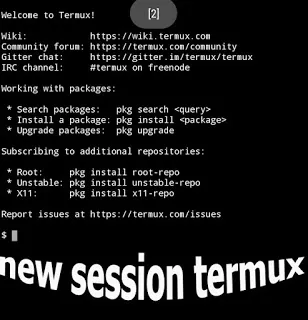 [2]
Welcome to Termux!
Wiki: https://wiki.termux.com
Community forum: https://termux.com/community
Gitter chat: https://gitter.im/termux/termux
IRC channel: #termux on freenode
Working with packages:
* Search packages: pkg search <query>
* Install a package: pkg install <package>
* Upgrade packages: pkg upgrade
Subscribing to additional repositories:
* Root: pkg install root-repo
* Unstable: pkg install unstable-repo
* X11: pkg install x11-repo
Report issues at https://termux.com/issues
$
new session termux